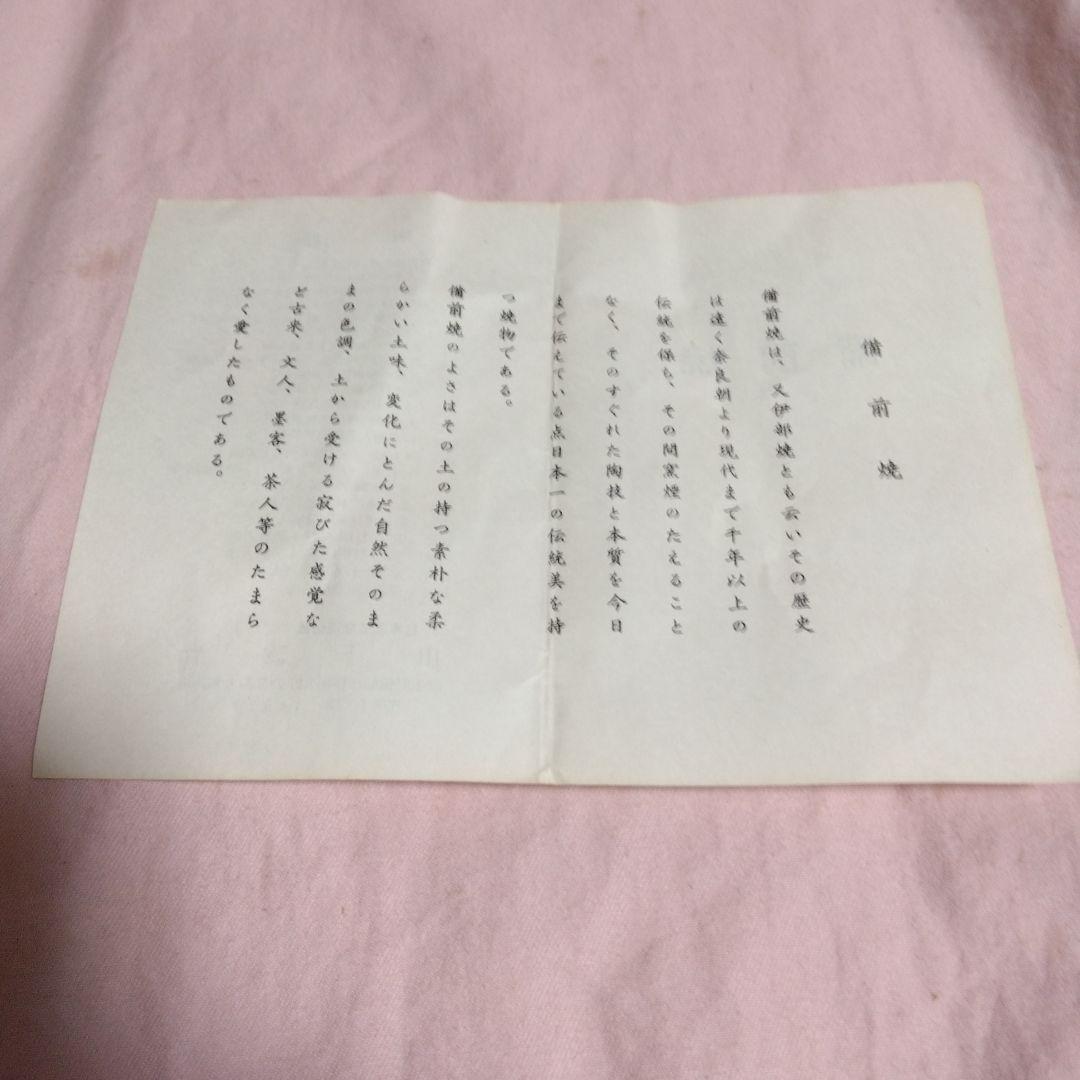 備前焼
備前焼は、又伊部焼とも云いその歴史
は遠く奈良朝より現代まで千年以上の
伝統を保ち、その間窯煙のたえること
なく、そのすぐれた陶技と本質を今日
まで伝えている点日本一の伝統美を持
つ焼物である。
備前焼のよさはその土の持つ素朴な柔
らかい土味、変化にとんだ自然そのま
まの色調、土から受ける寂びた感覚な
ど古来、文人、墨客、茶人等のたまら
なく愛したものである。